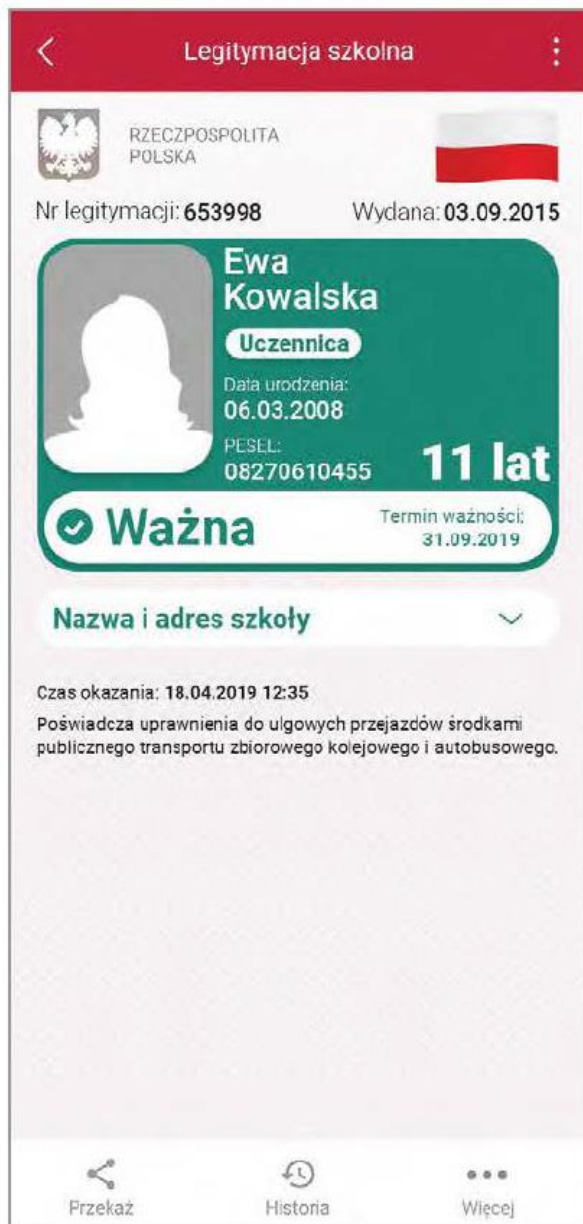 Legitymacja szkolna
RZECZPOSPOLITA
POLSKA
Nr legitymacji: 653998 Wydana: 03.09.2015
Ewa
Kowalska
Uczennica
Data urodzenia:
06.03.2008
PESEL:
08270610455
11 lat
Ważna
Termin ważności:
31.09.2019
Nazwa i adres szkoły
Czas okazania: 18.04.2019 12:35
Poświadcza uprawnienia do ulgowych przejazdów środkami
publicznego transportu zbiorowego kolejowego i autobusowego.
Przekaż Historia Więcej